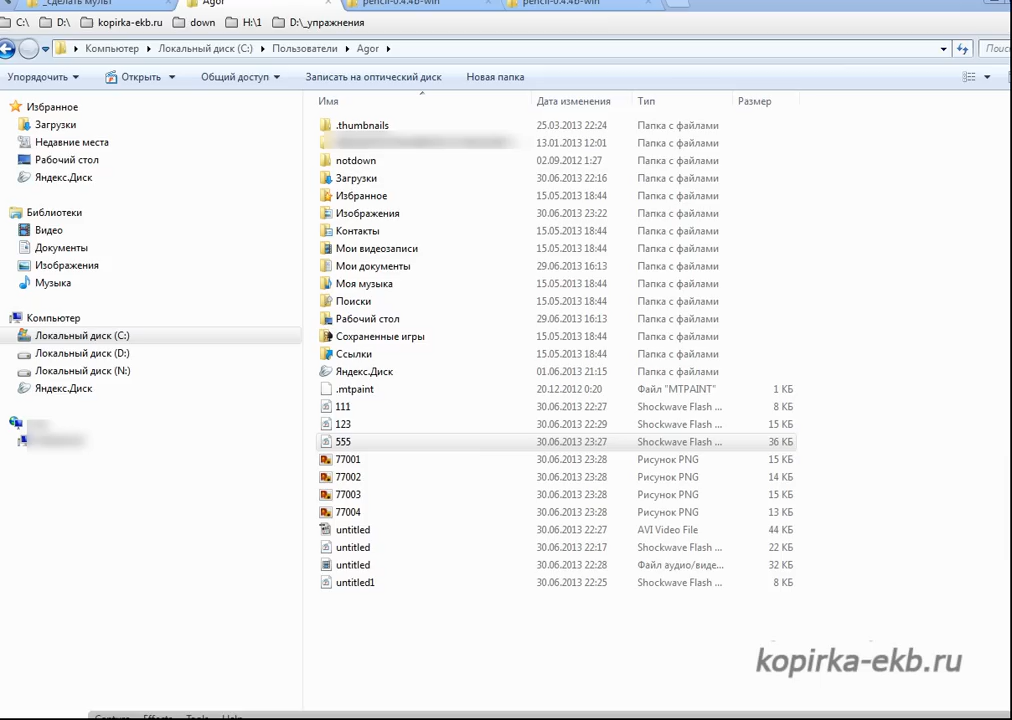 _сделать мульт
Agor
pencil-0.4.4b-win
pencil-0.4.4b-win
C:\ D:\ kopirka-ekb.ru down H:\1 D:\_упражнения
Компьютер Локальный диск (C:) Пользователи Agor
Поис
Упорядочить Открыть Общий доступ Записать на оптический диск Новая папка
Избранное
Загрузки
Недавние места
Рабочий стол
Яндекс.Диск
Библиотеки
Видео
Документы
Изображения
Музыка
Компьютер
Локальный диск (C:)
Локальный диск (D:)
Локальный диск (N:)
Яндекс.Диск
Имя Дата изменения Тип Размер
.thumbnails 25.03.2013 22:24 Папка с файлами
13.01.2013 12:01 Папка с файлами
notdown 02.09.2012 1:27 Папка с файлами
Загрузки 30.06.2013 22:16 Папка с файлами
Избранное 15.05.2013 18:44 Папка с файлами
Изображения 30.06.2013 23:22 Папка с файлами
Контакты 15.05.2013 18:44 Папка с файлами
Мои видеозаписи 15.05.2013 18:44 Папка с файлами
Мои документы 29.06.2013 16:13 Папка с файлами
Моя музыка 15.05.2013 18:44 Папка с файлами
Поиски 15.05.2013 18:44 Папка с файлами
Рабочий стол 29.06.2013 16:13 Папка с файлами
Сохраненные игры 15.05.2013 18:44 Папка с файлами
Ссылки 15.05.2013 18:44 Папка с файлами
Яндекс.Диск 01.06.2013 21:15 Папка с файлами
.mtpaint 20.12.2012 0:20 Файл "MTPAINT" 1 КБ
111 30.06.2013 22:27 Shockwave Flash ... 8 КБ
123 30.06.2013 22:29 Shockwave Flash ... 15 КБ
555 30.06.2013 23:27 Shockwave Flash ... 36 КБ
77001 30.06.2013 23:28 Рисунок PNG 15 КБ
77002 30.06.2013 23:28 Рисунок PNG 14 КБ
77003 30.06.2013 23:28 Рисунок PNG 15 КБ
77004 30.06.2013 23:28 Рисунок PNG 13 КБ
untitled 30.06.2013 22:27 AVI Video File 44 КБ
untitled 30.06.2013 22:17 Shockwave Flash ... 22 КБ
untitled 30.06.2013 22:28 Файл аудио/виде... 32 КБ
untitled1 30.06.2013 22:25 Shockwave Flash ... 8 КБ
kopirka-ekb.ru
Capture Effects Tools Help